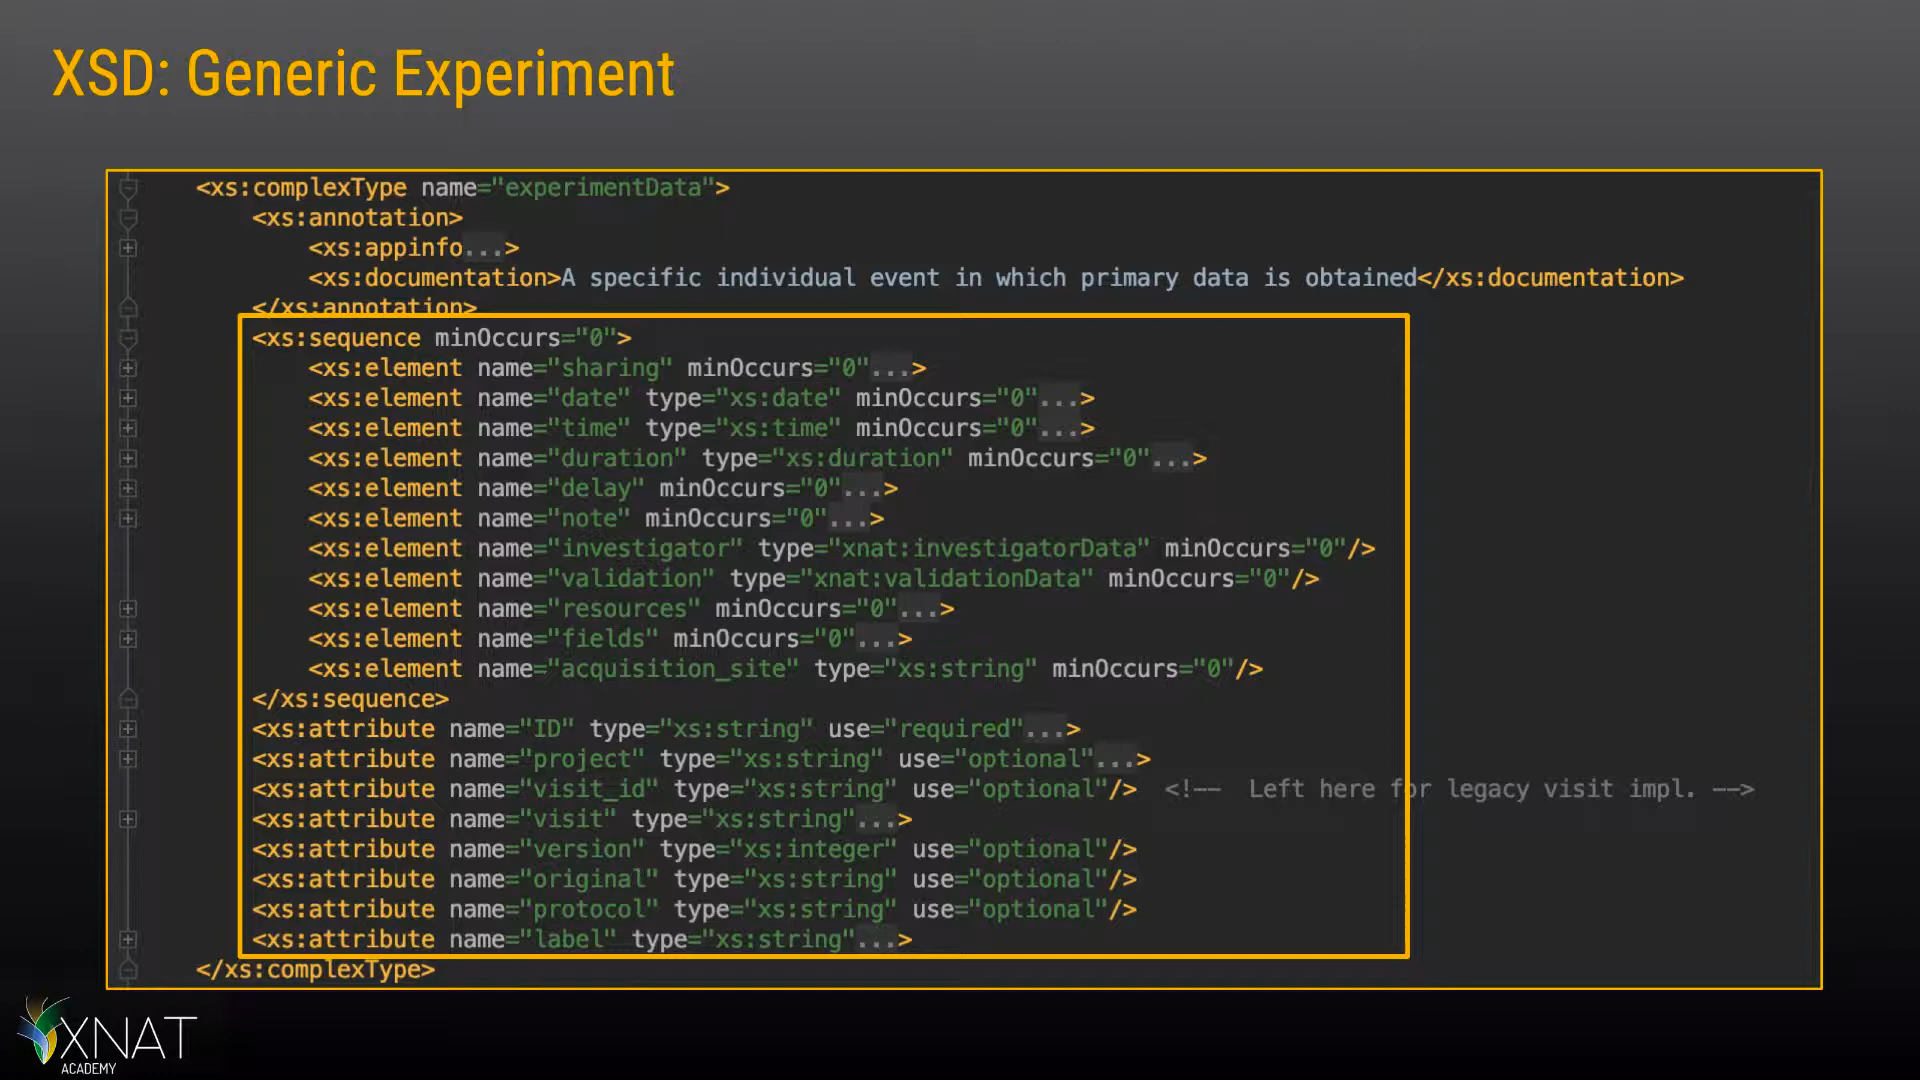 XSD: Generic Experiment
<xs:complexType name="experimentData">
<xs:annotation>
<xs:appinfo...>
<xs:documentation>A specific individual event in which primary data is obtained</xs:documentation>
</xs:annotation>
<xs:sequence minOccurs="0">
<xs:element name="sharing" minOccurs="0"...>
<xs:element name="date" type="xs:date" minOccurs="0"...>
<xs:element name="time" type="xs:time" minOccurs="0"...>
<xs:element name="duration" type="xs:duration" minOccurs="0"...>
<xs:element name="delay" minOccurs="0"...>
<xs:element name="note" minOccurs="0"...>
<xs:element name="investigator" type="xnat:investigatorData" minOccurs="0"/>
<xs:element name="validation" type="xnat:validationData" minOccurs="0"/>
<xs:element name="resources" minOccurs="0"...>
<xs:element name="fields" minOccurs="0"...>
<xs:element name="acquisition_site" type="xs:string" minOccurs="0"/>
</xs:sequence>
<xs:attribute name="ID" type="xs:string" use="required"...>
<xs:attribute name="project" type="xs:string" use="optional"...>
<xs:attribute name="visit_id" type="xs:string" use="optional"/> <!-- Left here for legacy visit impl. -->
<xs:attribute name="visit" type="xs:string"...>
<xs:attribute name="version" type="xs:integer" use="optional"/>
<xs:attribute name="original" type="xs:string" use="optional"/>
<xs:attribute name="protocol" type="xs:string" use="optional"/>
<xs:attribute name="label" type="xs:string"...>
</xs:complexType>
XNAT
ACADEMY